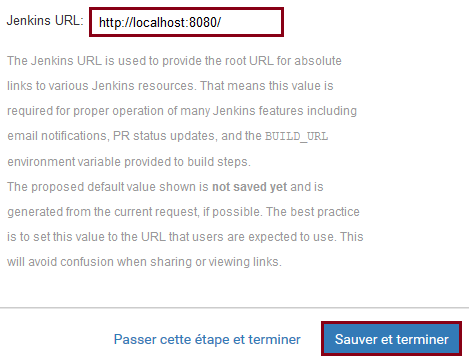 Jenkins URL: http://localhost:8080/
The Jenkins URL is used to provide the root URL for absolute
links to various Jenkins resources. That means this value is
required for proper operation of many Jenkins features including
email notifications, PR status updates, and the BUILD_URL
environment variable provided to build steps.
The proposed default value shown is not saved yet and is
generated from the current request, if possible. The best practice
is to set this value to the URL that users are expected to use. This
will avoid confusion when sharing or viewing links.
Passer cette étape et terminer Sauver et terminer